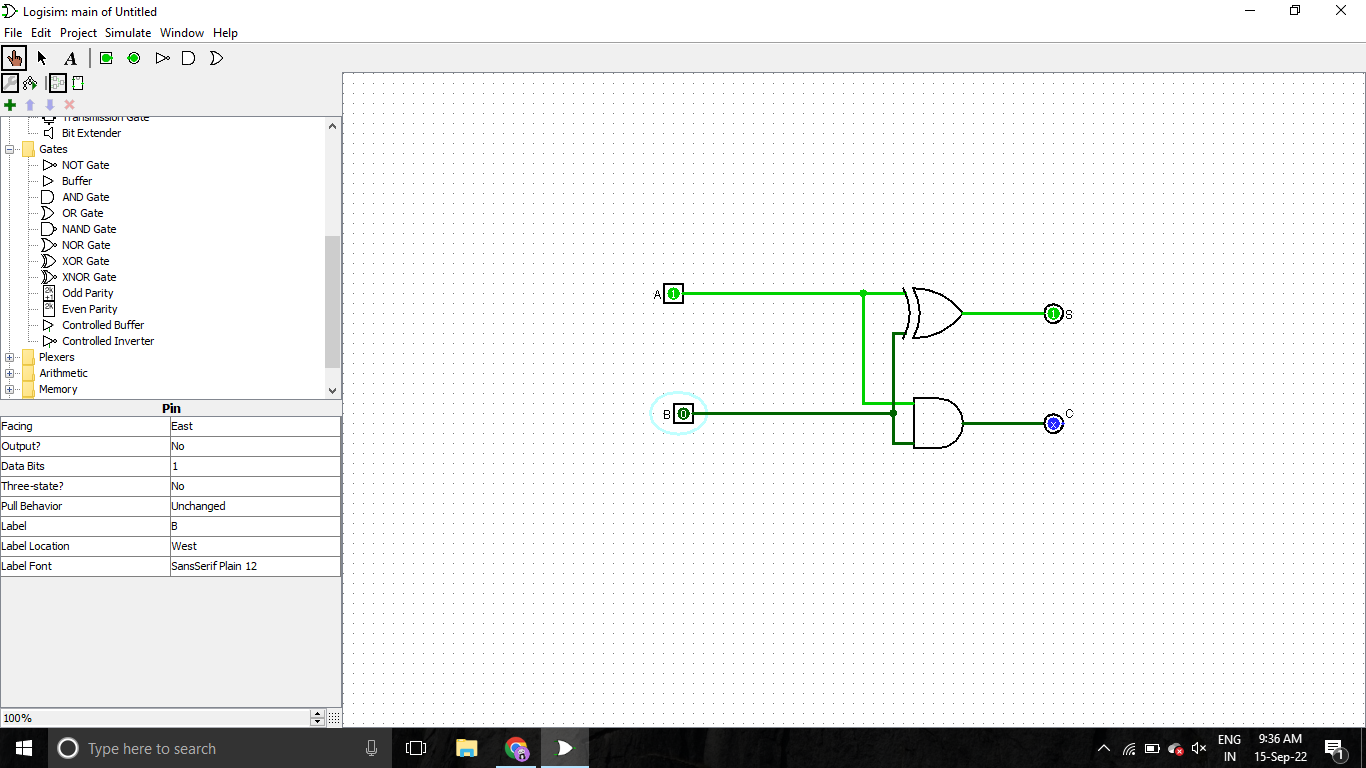 Logisim: main of Untitled
File Edit Project Simulate Window Help
A
Transmission Gate
Bit Extender
Gates
NOT Gate
Buffer
AND Gate
OR Gate
NAND Gate
NOR Gate
XOR Gate
XNOR Gate
Odd Parity
Even Parity
Controlled Buffer
Controlled Inverter
Plexers
Arithmetic
Memory
Pin
Facing East
Output? No
Data Bits 1
Three-state? No
Pull Behavior Unchanged
Label B
Label Location West
Label Font SansSerif Plain 12
100%
A 1
1 S
B 0
C
x
Type here to search
ENG
IN
9:36 AM
15-Sep-22
1